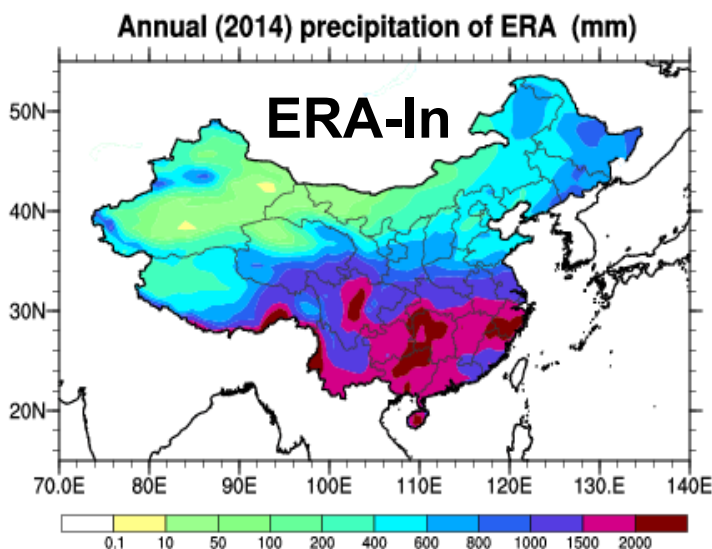 Annual (2014) precipitation of ERA (mm)
ERA-In
50N
40N
30N
20N
70.0E 80E 90E 100E 110E 120E 130.E 140E
0.1 10 50 100 200 400 600 800 1000 1500 2000